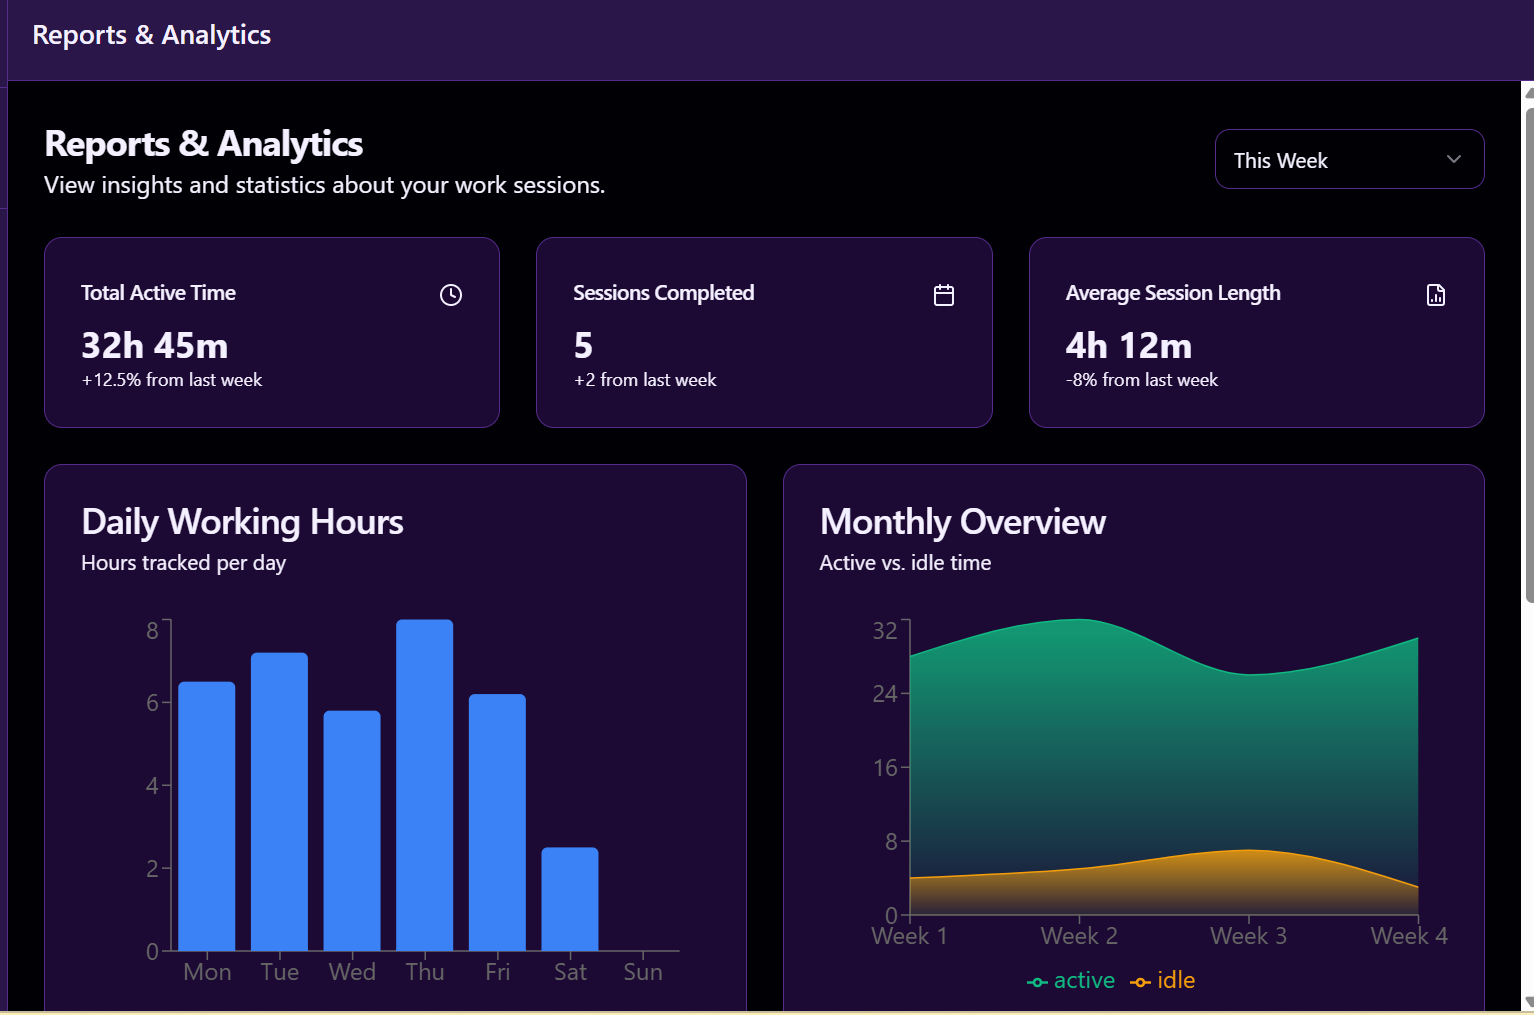 Reports & Analytics
Reports & Analytics
View insights and statistics about your work sessions.
This Week
Total Active Time
32h 45m
+12.5% from last week
Sessions Completed
5
+2 from last week
Average Session Length
4h 12m
-8% from last week
Daily Working Hours
Hours tracked per day
8
6
4
2
0
Mon Tue Wed Thu Fri Sat Sun
Monthly Overview
Active vs. idle time
32
24
16
8
0
Week 1 Week 2 Week 3 Week 4
active idle